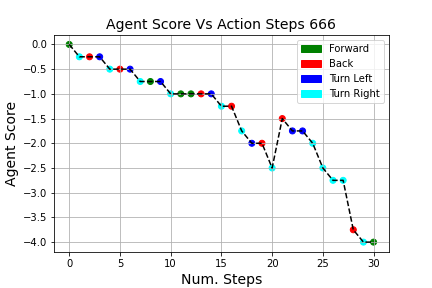 Agent Score Vs Action Steps 666
Forward
Back
Turn Left
Turn Right
Agent Score
0.0
−0.5
−1.0
−1.5
−2.0
−2.5
−3.0
−3.5
−4.0
0 5 10 15 20 25 30
Num. Steps